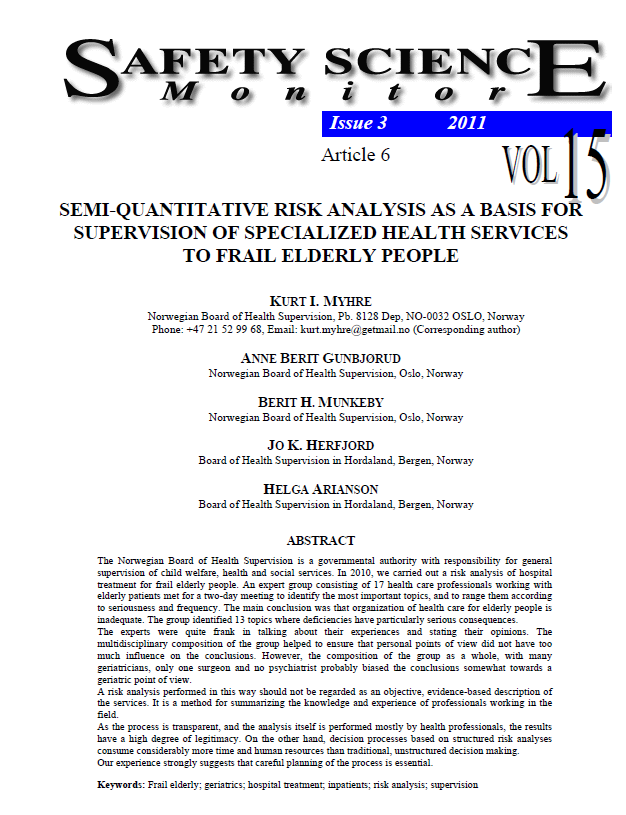 SAFETY SCIENCE
Monitor
Issue 3 2011
Article 6
VOL 15
SEMI-QUANTITATIVE RISK ANALYSIS AS A BASIS FOR
SUPERVISION OF SPECIALIZED HEALTH SERVICES
TO FRAIL ELDERLY PEOPLE
KURT I. MYHRE
Norwegian Board of Health Supervision, Pb. 8128 Dep, NO-0032 OSLO, Norway
Phone: +47 21 52 99 68, Email: kurt.myhre@getmail.no (Corresponding author)
ANNE BERIT GUNBJØRUD
Norwegian Board of Health Supervision, Oslo, Norway
BERIT H. MUNKEBY
Norwegian Board of Health Supervision, Oslo, Norway
JO K. HERFJORD
Board of Health Supervision in Hordaland, Bergen, Norway
HELGA ARIANSON
Board of Health Supervision in Hordaland, Bergen, Norway
ABSTRACT
The Norwegian Board of Health Supervision is a governmental authority with responsibility for general
supervision of child welfare, health and social services. In 2010, we carried out a risk analysis of hospital
treatment for frail elderly people. An expert group consisting of 17 health care professionals working with
elderly patients met for a two-day meeting to identify the most important topics, and to range them according
to seriousness and frequency. The main conclusion was that organization of health care for elderly people is
inadequate. The group identified 13 topics where deficiencies have particularly serious consequences.
The experts were quite frank in talking about their experiences and stating their opinions. The
multidisciplinary composition of the group helped to ensure that personal points of view did not have too
much influence on the conclusions. However, the composition of the group as a whole, with many
geriatricians, only one surgeon and no psychiatrist probably biased the conclusions somewhat towards a
geriatric point of view.
A risk analysis performed in this way should not be regarded as an objective, evidence-based description of
the services. It is a method for summarizing the knowledge and experience of professionals working in the
field.
As the process is transparent, and the analysis itself is performed mostly by health professionals, the results
have a high degree of legitimacy. On the other hand, decision processes based on structured risk analyses
consume considerably more time and human resources than traditional, unstructured decision making.
Our experience strongly suggests that careful planning of the process is essential.
Keywords: Frail elderly; geriatrics; hospital treatment; inpatients; risk analysis; supervision